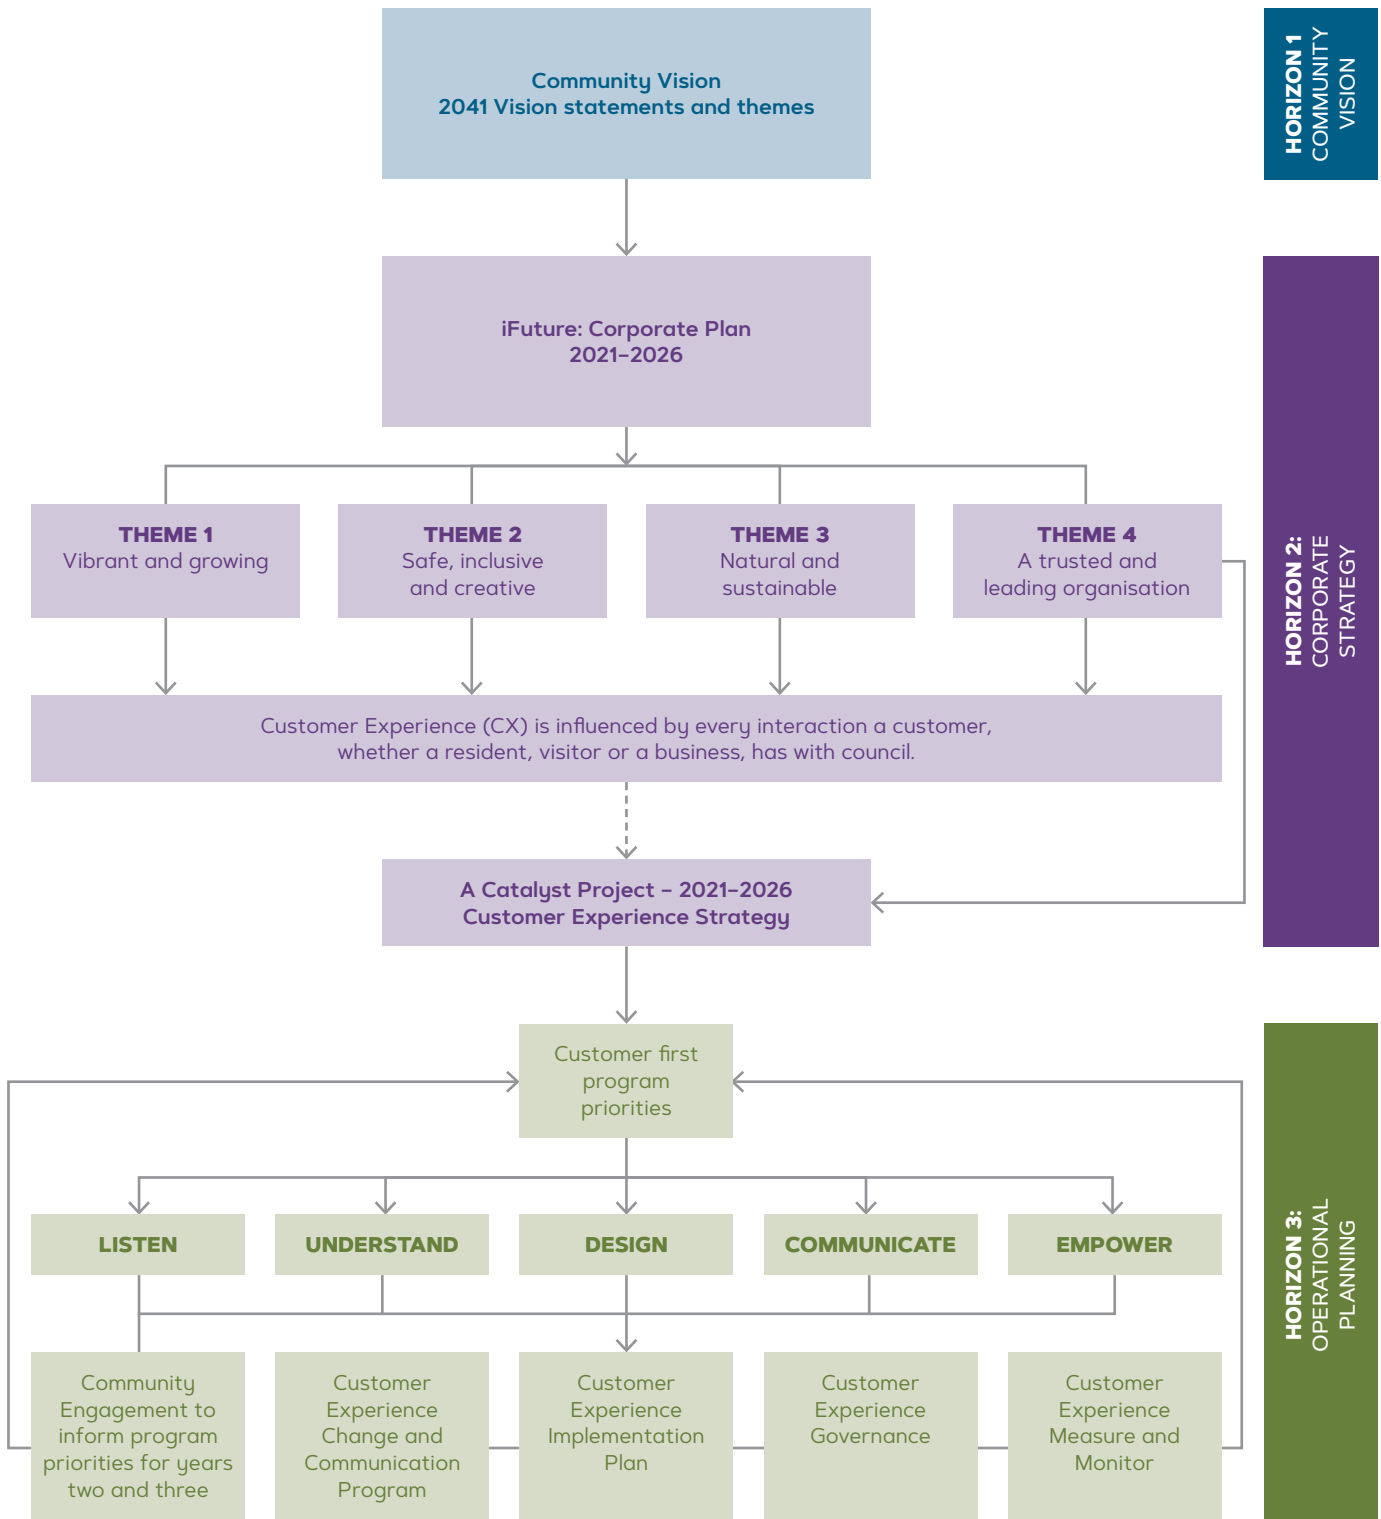 Community Vision
2041 Vision statements and themes
HORIZON 1
COMMUNITY
VISION
iFuture: Corporate Plan
2021–2026
THEME 1
Vibrant and growing
THEME 2
Safe, inclusive
and creative
THEME 3
Natural and
sustainable
THEME 4
A trusted and
leading organisation
HORIZON 2:
CORPORATE
STRATEGY
Customer Experience (CX) is influenced by every interaction a customer,
whether a resident, visitor or a business, has with council.
A Catalyst Project – 2021–2026
Customer Experience Strategy
Customer first
program
priorities
LISTEN
UNDERSTAND
DESIGN
COMMUNICATE
EMPOWER
HORIZON 3:
OPERATIONAL
PLANNING
Community
Engagement to
inform program
priorities for years
two and three
Customer
Experience
Change and
Communication
Program
Customer
Experience
Implementation
Plan
Customer
Experience
Governance
Customer
Experience
Measure and
Monitor